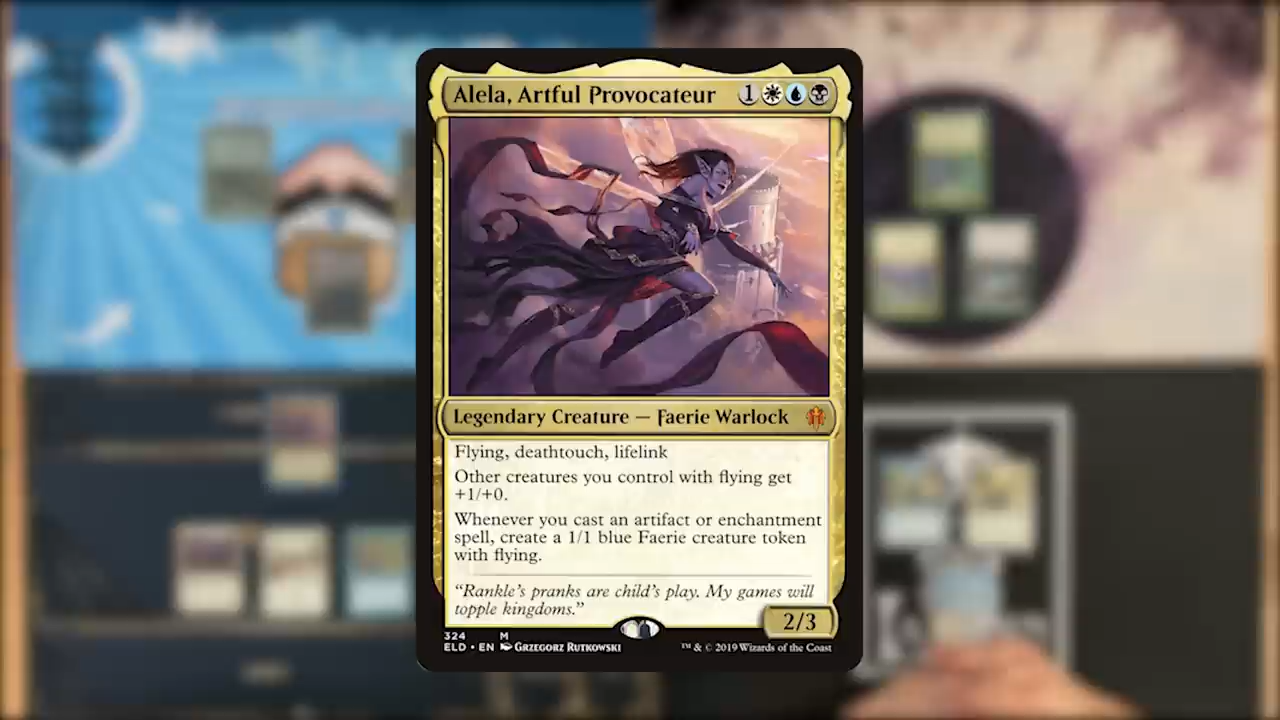 Alela, Artful Provocateur 1
Legendary Creature — Faerie Warlock
Flying, deathtouch, lifelink
Other creatures you control with flying get
+1/+0.
Whenever you cast an artifact or enchantment
spell, create a 1/1 blue Faerie creature token
with flying.
“Rankle’s pranks are child’s play. My games will
topple kingdoms.”
2/3
324 M
ELD • EN Grzegorz Rutkowski ™ & © 2019 Wizards of the Coast